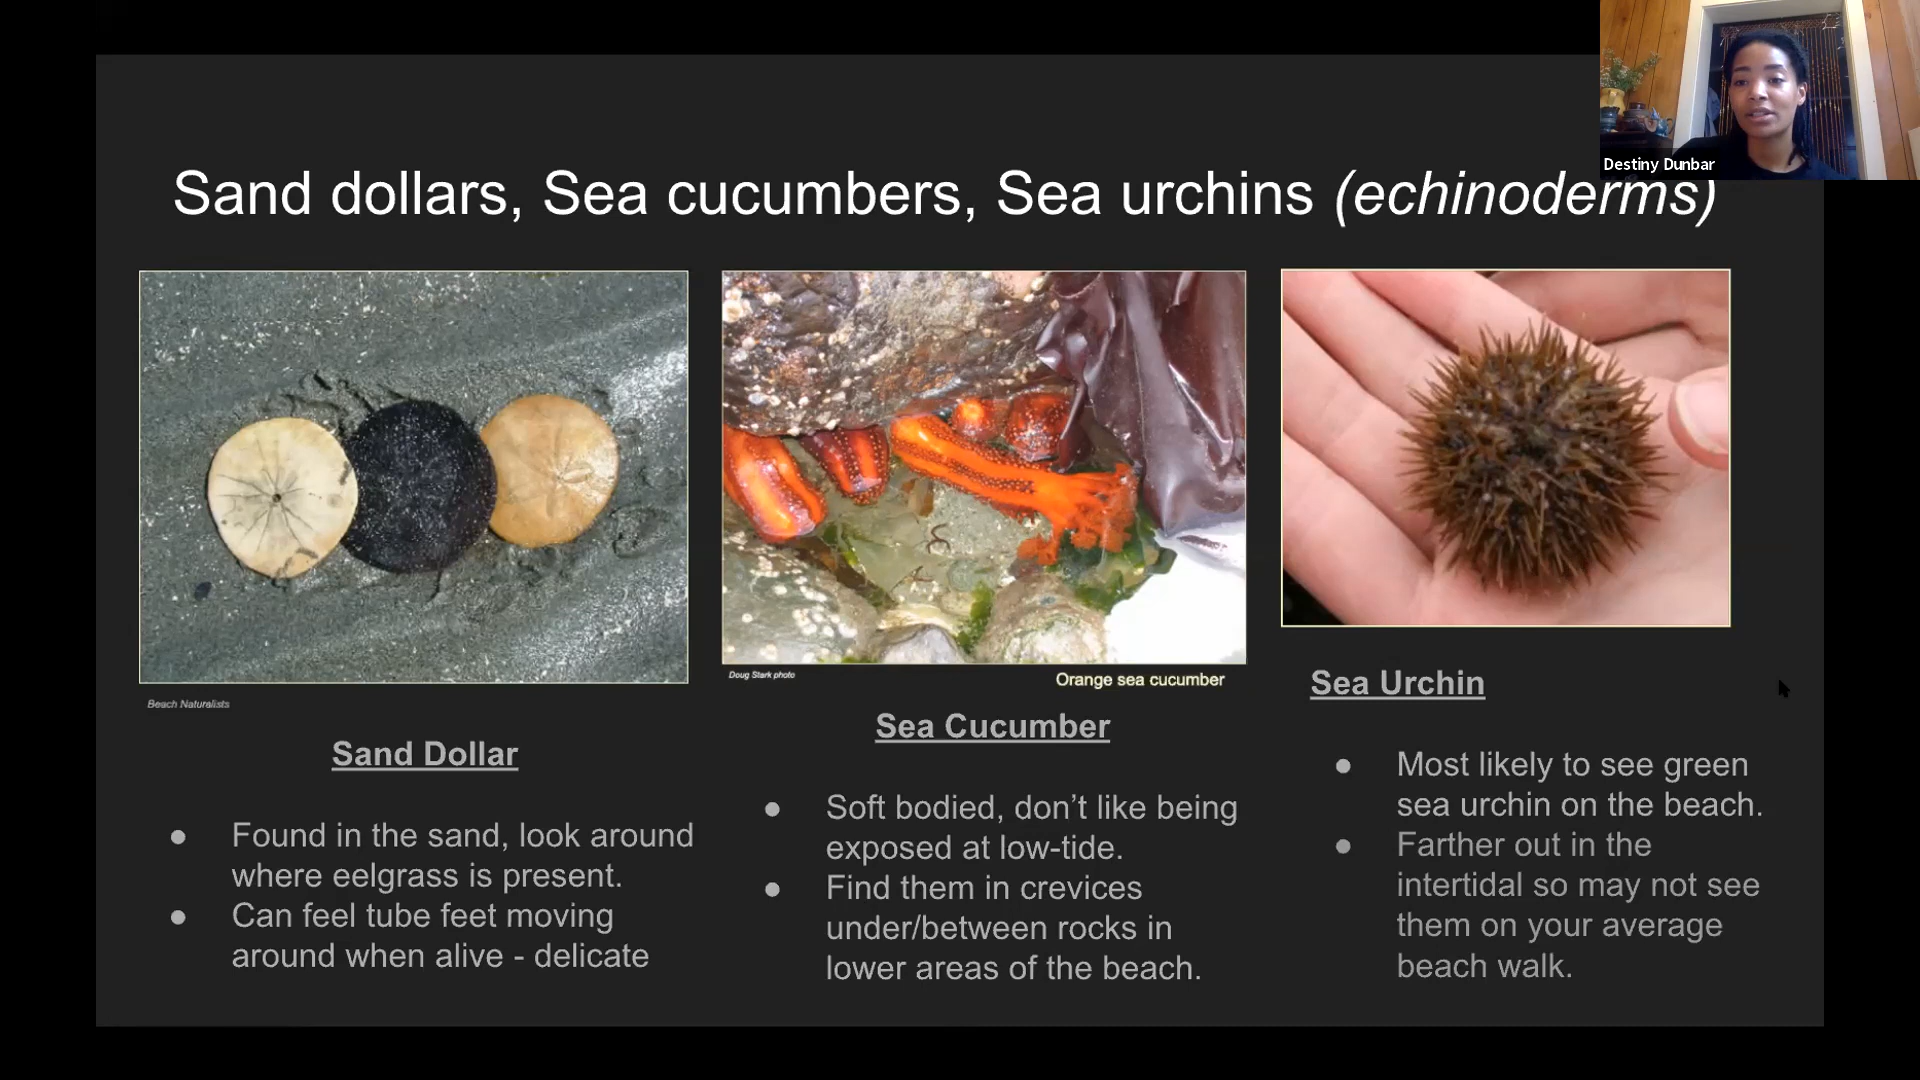 Destiny Dunbar
Sand dollars, Sea cucumbers, Sea urchins (echinoderms)
Beach Naturalists
Sand Dollar
● Found in the sand, look around
where eelgrass is present.
● Can feel tube feet moving
around when alive - delicate
Doug Stark photo
Orange sea cucumber
Sea Cucumber
● Soft bodied, don’t like being
exposed at low-tide.
● Find them in crevices
under/between rocks in
lower areas of the beach.
Sea Urchin
● Most likely to see green
sea urchin on the beach.
● Farther out in the
intertidal so may not see
them on your average
beach walk.